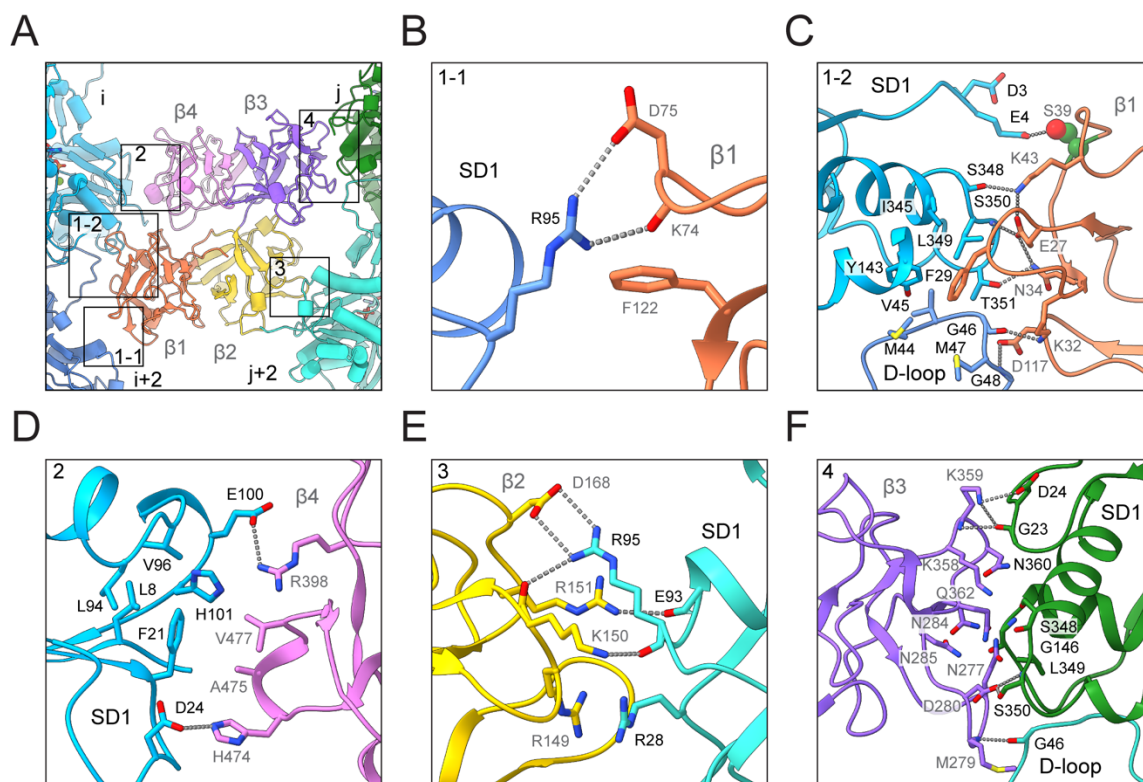 A
i
β4
β3
j
4
2
1-2
3
β1
β2
1-1
i+2
j+2
B
1-1
D75
β1
SD1
R95
K74
F122
C
1-2
SD1
D3
E4
S39
β1
K43
S348
I345
S350
L349
E27
Y143
F29
N34
V45
T351
G46
M44
M47
K32
D117
D-loop
G48
D
2
E100
β4
V96
R398
L94
L8
H101
F21
V477
A475
SD1
D24
H474
E
3
β2
D168
SD1
R95
R151
E93
K150
R149
R28
F
4
K359
β3
D24
SD1
G23
K358
N360
Q362
N284
S348
G146
N285
N277
L349
D280
S350
G46
M279
D-loop